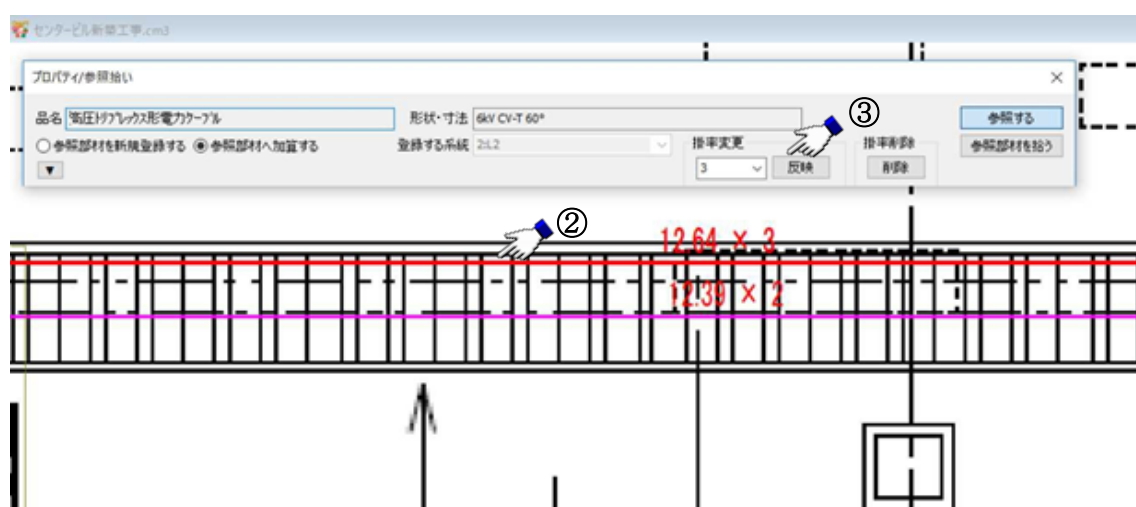 センタービル新築工事.cm3
プロパティ/参照拾い
品名 高圧トリプレックス形電力ケーブル 形状・寸法 6kV CV-T 60° ③ 参照する
参照部材を新規登録する 参照部材へ加算する 登録する系統 2:L2 掛率変更 掛率削除 参照部材を拾う
▼ 3 反映 削除
②
12.64 × 3
12.39 × 2